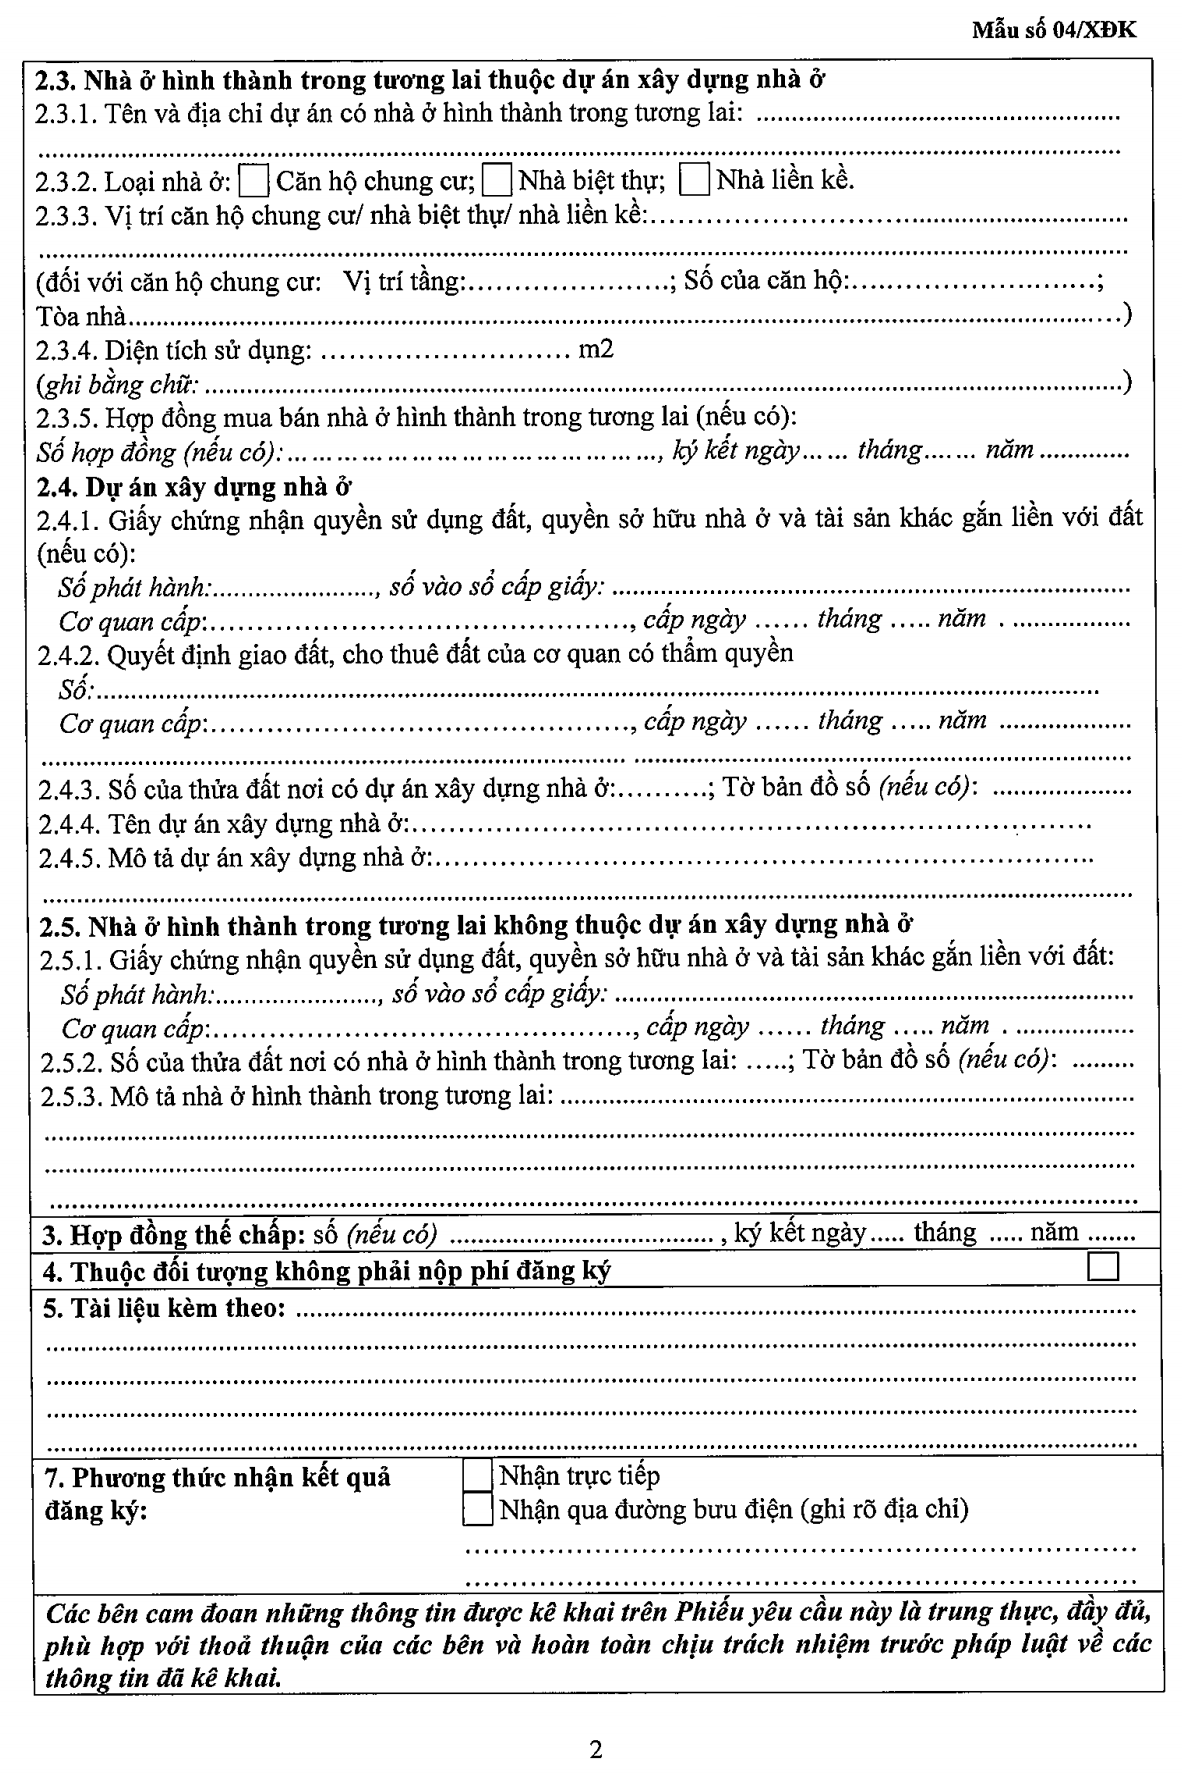 Mẫu số 04/XĐK
2.3. Nhà ở hình thành trong tương lai thuộc dự án xây dựng nhà ở
2.3.1. Tên và địa chỉ dự án có nhà ở hình thành trong tương lai: ..............................
..............................
2.3.2. Loại nhà ở: ☐ Căn hộ chung cư; ☐ Nhà biệt thự; ☐ Nhà liền kề.
2.3.3. Vị trí căn hộ chung cư/ nhà biệt thự/ nhà liền kề:..............................
..............................
(đối với căn hộ chung cư: Vị trí tầng:......................; Số của căn hộ:...........................;
Tòa nhà..............................)
2.3.4. Diện tích sử dụng: ............................ m2
(ghi bằng chữ: ..............................)
2.3.5. Hợp đồng mua bán nhà ở hình thành trong tương lai (nếu có):
Số hợp đồng (nếu có):.............................., ký kết ngày...... tháng....... năm .............
2.4. Dự án xây dựng nhà ở
2.4.1. Giấy chứng nhận quyền sử dụng đất, quyền sở hữu nhà ở và tài sản khác gắn liền với đất
(nếu có):
Số phát hành:......................., số vào sổ cấp giấy: ..............................
Cơ quan cấp:.............................., cấp ngày ...... tháng ..... năm . .................
2.4.2. Quyết định giao đất, cho thuê đất của cơ quan có thẩm quyền
Số:..............................
Cơ quan cấp:.............................., cấp ngày ...... tháng ..... năm ...................
..............................
2.4.3. Số của thửa đất nơi có dự án xây dựng nhà ở:..........; Tờ bản đồ số (nếu có): ....................
2.4.4. Tên dự án xây dựng nhà ở:..............................
2.4.5. Mô tả dự án xây dựng nhà ở:..............................
..............................
2.5. Nhà ở hình thành trong tương lai không thuộc dự án xây dựng nhà ở
2.5.1. Giấy chứng nhận quyền sử dụng đất, quyền sở hữu nhà ở và tài sản khác gắn liền với đất:
Số phát hành:......................., số vào sổ cấp giấy: ..............................
Cơ quan cấp:.............................., cấp ngày ...... tháng ..... năm . .................
2.5.2. Số của thửa đất nơi có nhà ở hình thành trong tương lai: .....; Tờ bản đồ số (nếu có): .........
2.5.3. Mô tả nhà ở hình thành trong tương lai: ..............................
..............................
..............................
..............................
3. Hợp đồng thế chấp: số (nếu có) .............................. , ký kết ngày..... tháng ..... năm .......
4. Thuộc đối tượng không phải nộp phí đăng ký ☐
5. Tài liệu kèm theo: ..............................
..............................
..............................
..............................
..............................
7. Phương thức nhận kết quả
đăng ký:
☐ Nhận trực tiếp
☐ Nhận qua đường bưu điện (ghi rõ địa chỉ)
..............................
..............................
Các bên cam đoan những thông tin được kê khai trên Phiếu yêu cầu này là trung thực, đầy đủ,
phù hợp với thoả thuận của các bên và hoàn toàn chịu trách nhiệm trước pháp luật về các
thông tin đã kê khai.
2